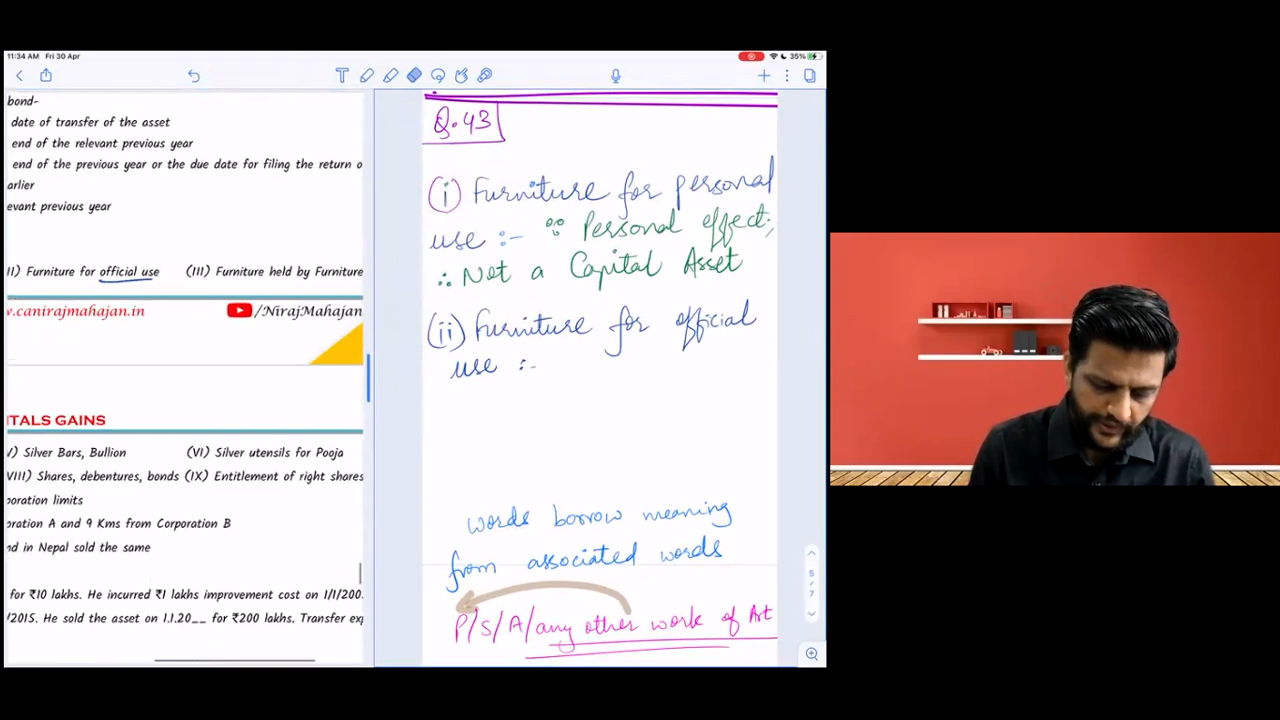 11:34 AM Fri 30 Apr
35%
bond-
date of transfer of the asset
end of the relevant previous year
end of the previous year or the due date for filing the return o
arlier
evant previous year
II) Furniture for official use (III) Furniture held by Furniture
w.canirajmahajan.in /NirajMahajan
ITALS GAINS
V) Silver Bars, Bullion (VI) Silver utensils for Pooja
VIII) Shares, debentures, bonds (IX) Entitlement of right shares
poration limits
oration A and 9 Kms from Corporation B
nd in Nepal sold the same
for ₹10 lakhs. He incurred ₹1 lakhs improvement cost on 1/1/200
/2015. He sold the asset on 1.1.20__ for ₹200 lakhs. Transfer exp
Q.43
(i) Furniture for personal
use :- ∵ Personal effect;
∴ Not a Capital Asset
(ii) Furniture for official
use :-
words borrow meaning
from associated words
P/S/A/any other work of Art
5
/
7